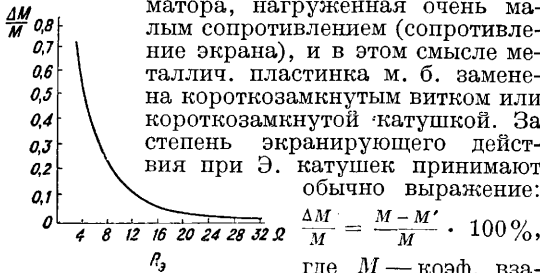 матора, нагруженная очень ма-
лым сопротивлением (сопротивле-
ние экрана), и в этом смысле ме-
таллич. пластинка м. б. замене-
на короткозамкнутым витком или
короткозамкнутой катушкой. За
степень экранирующего дейст-
вия при Э. катушек принимают
обычно выражение:
ΔM/M = M − M′/M · 100%,
где M — коэф. вза-
ΔM/M
0,8
0,7
0,6
0,5
0,4
0,3
0,2
0,1
0 4 8 12 16 20 24 28 32 Ω
Rэ